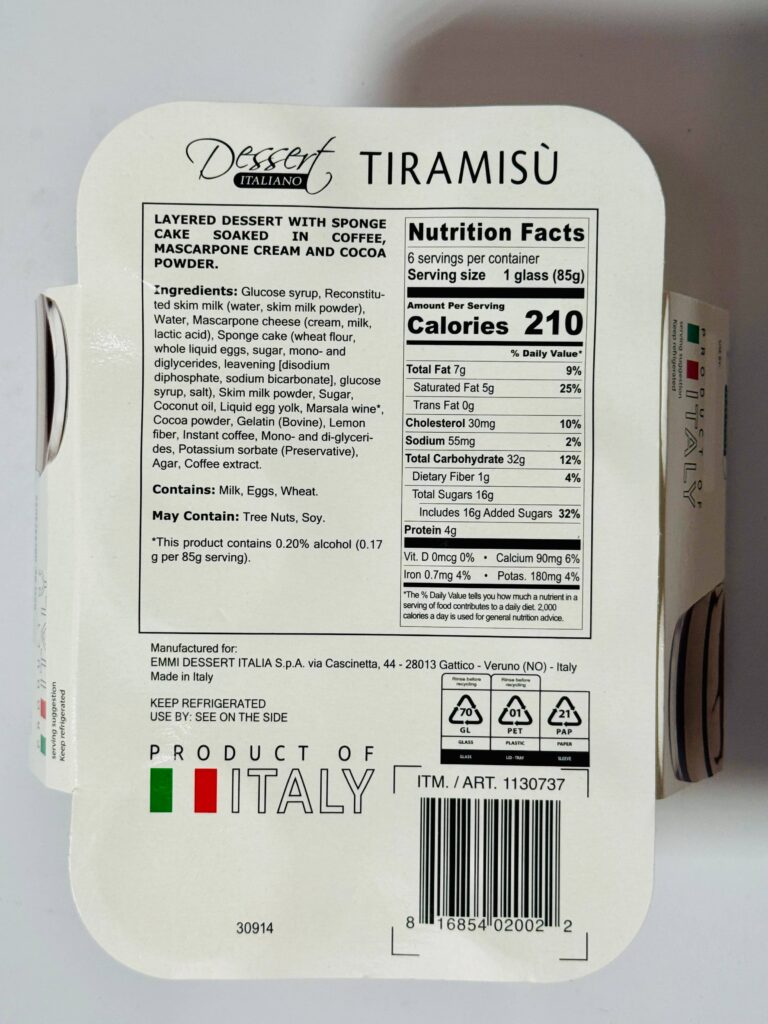 Dessert
ITALIANO
TIRAMISÙ
LAYERED DESSERT WITH SPONGE
CAKE SOAKED IN COFFEE,
MASCARPONE CREAM AND COCOA
POWDER.
Ingredients: Glucose syrup, Reconstitu-
ted skim milk (water, skim milk powder),
Water, Mascarpone cheese (cream, milk,
lactic acid), Sponge cake (wheat flour,
whole liquid eggs, sugar, mono- and
diglycerides, leavening [disodium
diphosphate, sodium bicarbonate], glucose
syrup, salt), Skim milk powder, Sugar,
Coconut oil, Liquid egg yolk, Marsala wine*,
Cocoa powder, Gelatin (Bovine), Lemon
fiber, Instant coffee, Mono- and di-glyceri-
des, Potassium sorbate (Preservative),
Agar, Coffee extract.
Contains: Milk, Eggs, Wheat.
May Contain: Tree Nuts, Soy.
*This product contains 0.20% alcohol (0.17
g per 85g serving).
Nutrition Facts
6 servings per container
Serving size 1 glass (85g)
Amount Per Serving
Calories 210
% Daily Value*
Total Fat 7g 9%
Saturated Fat 5g 25%
Trans Fat 0g
Cholesterol 30mg 10%
Sodium 55mg 2%
Total Carbohydrate 32g 12%
Dietary Fiber 1g 4%
Total Sugars 16g
Includes 16g Added Sugars 32%
Protein 4g
Vit. D 0mcg 0% • Calcium 90mg 6%
Iron 0.7mg 4% • Potas. 180mg 4%
*The % Daily Value tells you how much a nutrient in a
serving of food contributes to a daily diet. 2,000
calories a day is used for general nutrition advice.
Manufactured for:
EMMI DESSERT ITALIA S.p.A. via Cascinetta, 44 - 28013 Gattico - Veruno (NO) - Italy
Made in Italy
KEEP REFRIGERATED
USE BY: SEE ON THE SIDE
PRODUCT OF
ITALY
Rinse before
recycling
70
GL
GLASS
GLASS
Rinse before
recycling
01
PET
PLASTIC
LID - TRAY
21
PAP
PAPER
SLEEVE
ITM. / ART. 1130737
8 16854 02002 2
30914
serving suggestion
Keep refrigerated
PRODUCT OF
ITALY
serving suggestion
Keep refrigerated